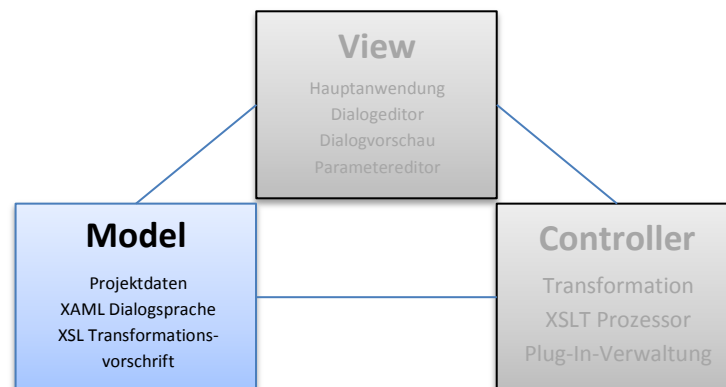 View
Hauptanwendung
Dialogeditor
Dialogvorschau
Parametereditor
Model
Projektdaten
XAML Dialogsprache
XSL Transformations-
vorschrift
Controller
Transformation
XSLT Prozessor
Plug-In-Verwaltung